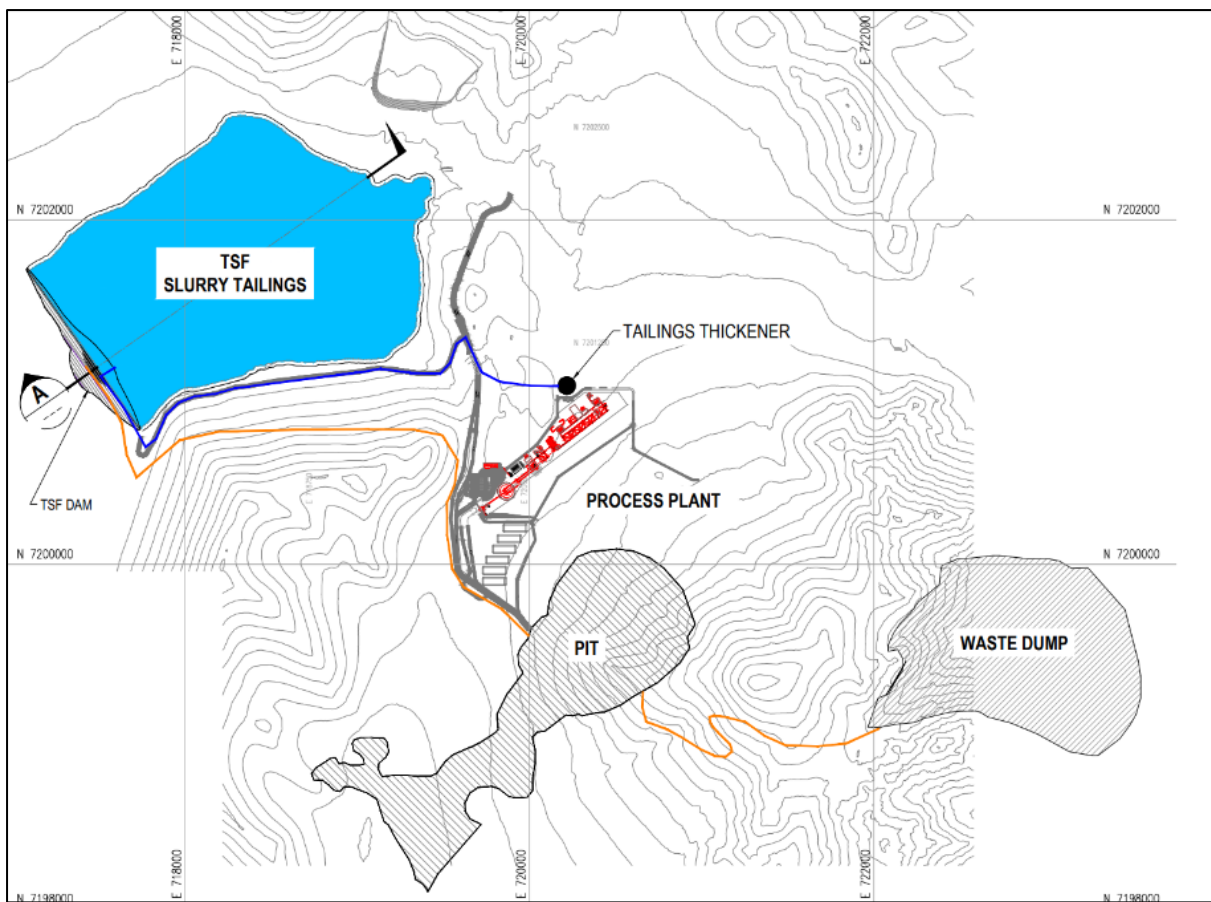 E 718000
E 720000
E 722000
N 7202500
N 7202000
N 7202000
TSF
SLURRY TAILINGS
TAILINGS THICKENER
A
TSF DAM
PROCESS PLANT
N 7200000
N 7200000
PIT
WASTE DUMP
E 718000
E 720000
E 722000
N 7198000
N 7198000